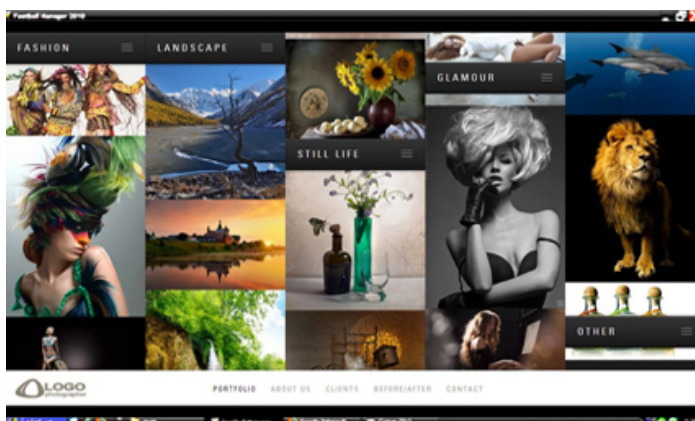 Football Manager 2010
FASHION
LANDSCAPE
STILL LIFE
GLAMOUR
OTHER
LOGO
photographer
PORTFOLIO ABOUT US CLIENTS BEFORE/AFTER CONTACT